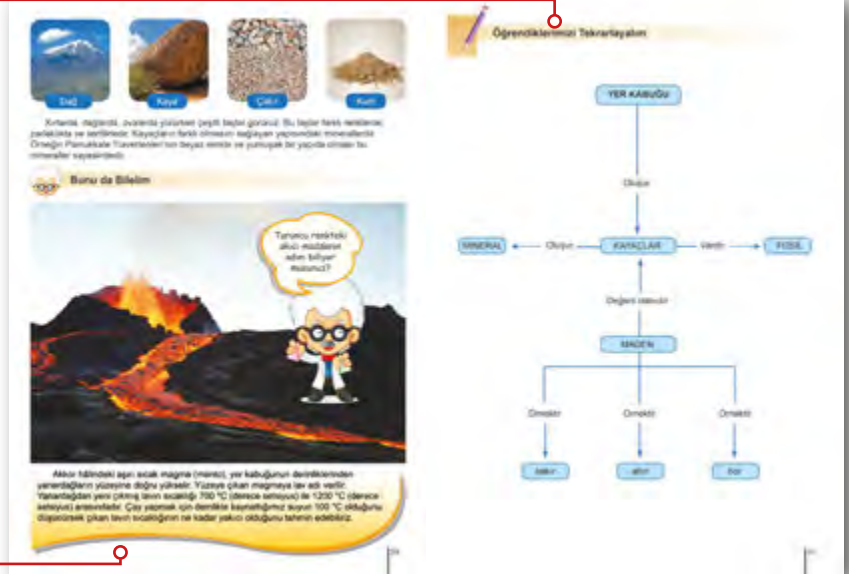 Dağ
Kaya
Çakıl
Kum
Kırlarda, dağlarda, ovalarda yürürken çeşitli taşlar görürüz. Bu taşlar farklı renklerde,
parlaklıkta ve sertliktedir. Kayaçların farklı olmasını sağlayan yapısındaki minerallerdir.
Örneğin Pamukkale Travertenleri'nin beyaz renkte ve yumuşak bir yapıda olması bu
mineraller sayesindedir.
Bunu da Bilelim
Turuncu renkteki
akıcı maddenin
adını biliyor
musunuz?
Akkor hâlindeki aşırı sıcak magma (manto), yer kabuğunun derinliklerinden
yanardağların yüzeyine doğru yükselir. Yüzeye çıkan magmaya lav adı verilir.
Yanardağdan yeni çıkmış lavın sıcaklığı 700 °C (derece selsiyus) ile 1200 °C (derece
selsiyus) arasındadır. Çay yapmak için demlikte kaynattığımız suyun 100 °C olduğunu
düşünürsek çıkan lavın sıcaklığının ne kadar yakıcı olduğunu tahmin edebiliriz.
Öğrendiklerimizi Tekrarlayalım
YER KABUĞU
Oluşur
MİNERAL
Oluşur
KAYAÇLAR
Vardır
FOSİL
Değerli olanıdır
MADEN
Örnektir
Örnektir
Örnektir
bakır
altın
bor